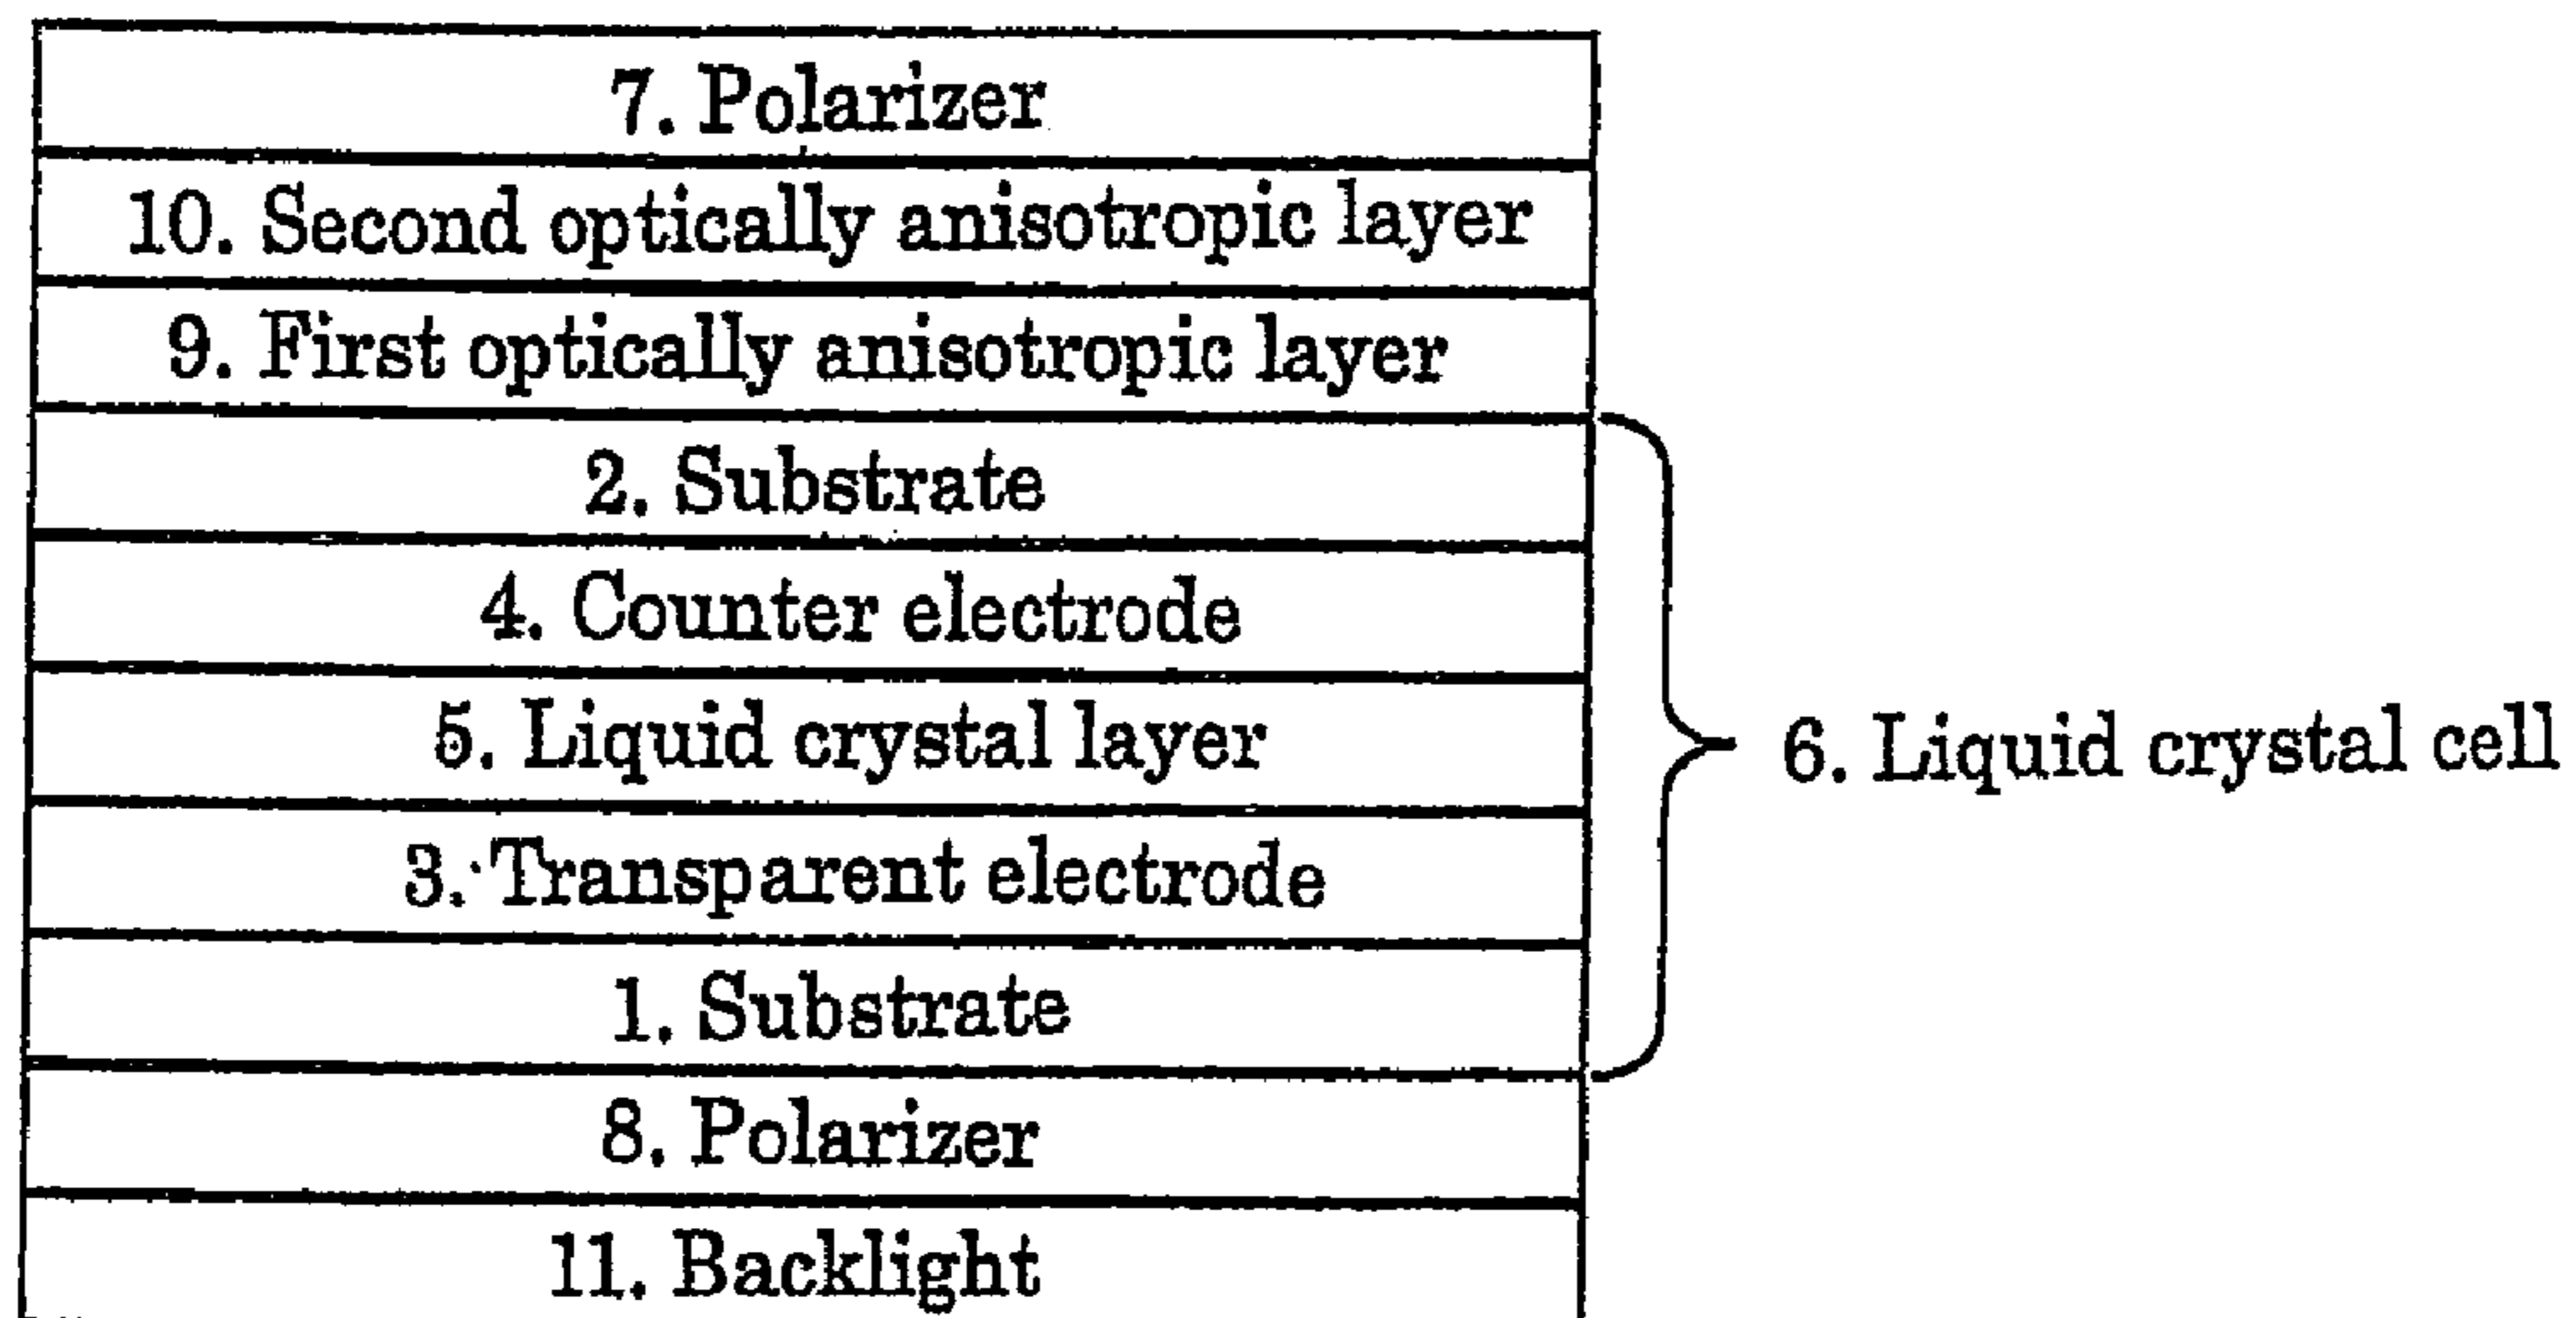 7. Polarizer
10. Second optically anisotropic layer
9. First optically anisotropic layer
2. Substrate
4. Counter electrode
5. Liquid crystal layer
6. Liquid crystal cell
3. Transparent electrode
1. Substrate
8. Polarizer
11. Backlight